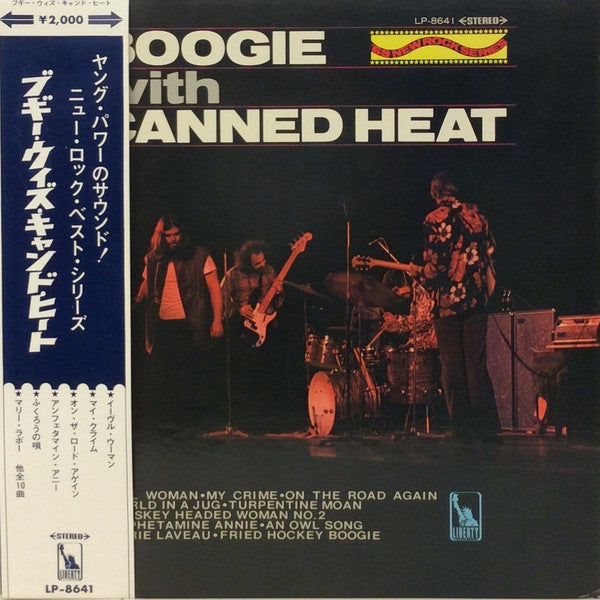 ブギー・ウィズ・キャンド・ヒート
¥2,000
ヤング・パワーのサウンド!
ニュー・ロック・ベスト・シリーズ
ブギー・ウィズ・キャンド・ヒート
★イーヴル・ウーマン
★マイ・クライム
★オン・ザ・ロード・アゲイン
★アンフェタマイン・アニー
★ふくろうの唄
★マリー・ラボー 他全10曲
STEREO
LIBERTY
LP-8641
LP-8641 STEREO
'69 NEW ROCK SERIES
BOOGIE
with
CANNED HEAT
L WOMAN•MY CRIME•ON THE ROAD AGAIN
RLD IN A JUG•TURPENTINE MOAN
SKEY HEADED WOMAN NO.2
PHETAMINE ANNIE•AN OWL SONG
RIE LAVEAU•FRIED HOCKEY BOOGIE
LIBERTY